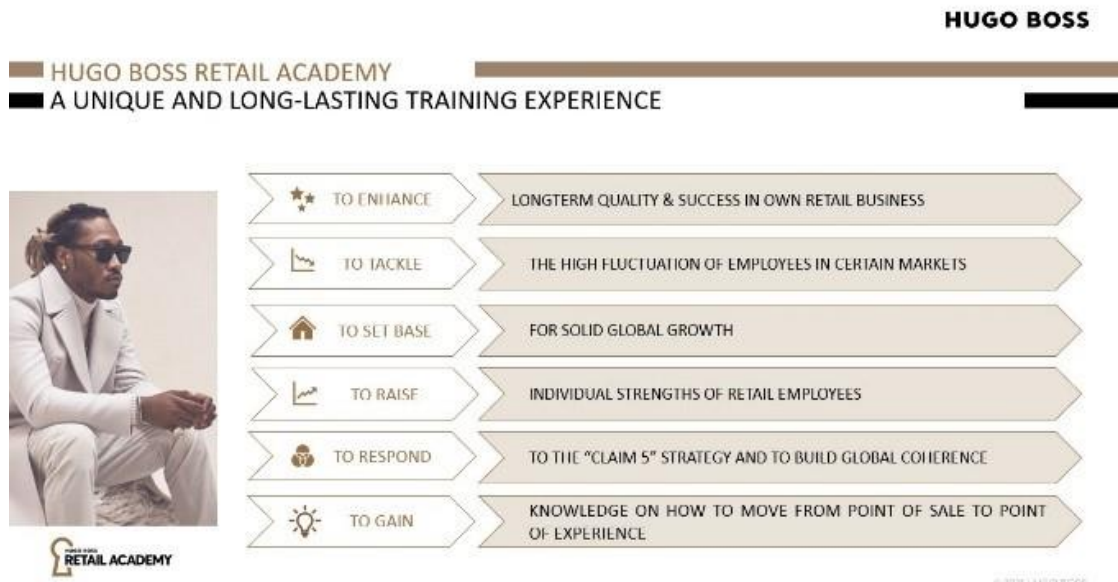 HUGO BOSS
HUGO BOSS RETAIL ACADEMY
A UNIQUE AND LONG-LASTING TRAINING EXPERIENCE
TO ENHANCE
LONGTERM QUALITY & SUCCESS IN OWN RETAIL BUSINESS
TO TACKLE
THE HIGH FLUCTUATION OF EMPLOYEES IN CERTAIN MARKETS
TO SET BASE
FOR SOLID GLOBAL GROWTH
TO RAISE
INDIVIDUAL STRENGTHS OF RETAIL EMPLOYEES
TO RESPOND
TO THE "CLAIM 5" STRATEGY AND TO BUILD GLOBAL COHERENCE
TO GAIN
KNOWLEDGE ON HOW TO MOVE FROM POINT OF SALE TO POINT
OF EXPERIENCE
HUGO BOSS
RETAIL ACADEMY